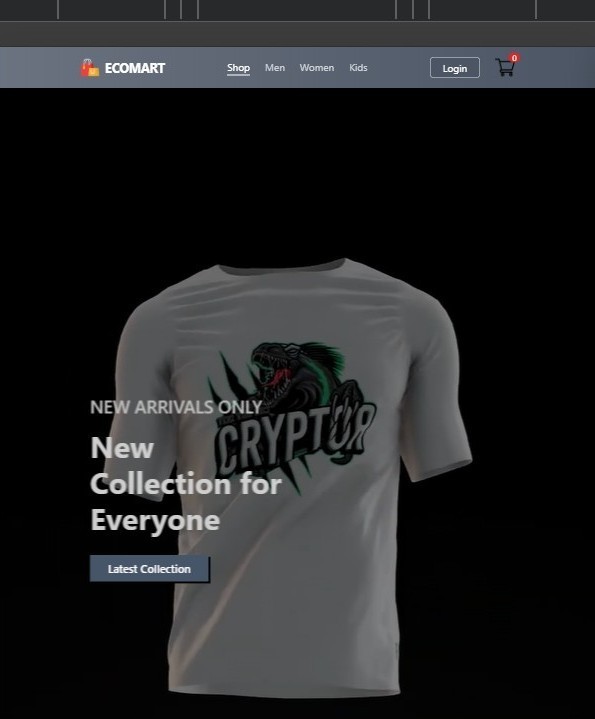 ECOMART
Shop Men Women Kids
Login
0
CRYPTOR
NEW ARRIVALS ONLY
New
Collection for
Everyone
Latest Collection